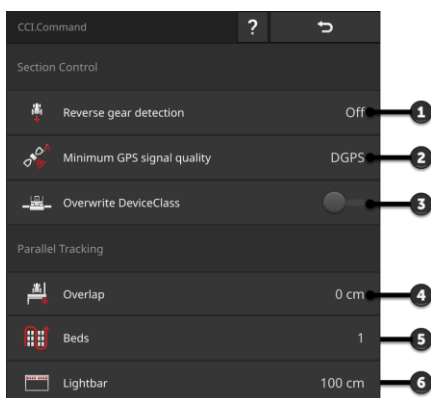 CCI.Command ?
Section Control
Reverse gear detection Off 1
Minimum GPS signal quality DGPS 2
Overwrite DeviceClass 3
Parallel Tracking
Overlap 0 cm 4
Beds 1 5
Lightbar 100 cm 6